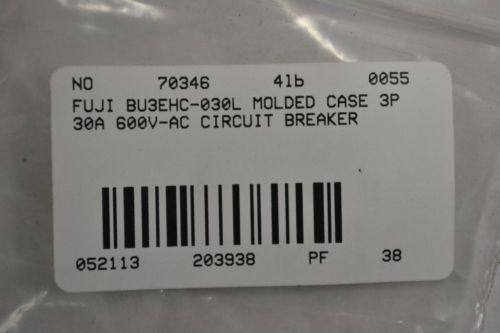 NO 70346 41b 0055
FUJI BU3EHC-030L MOLDED CASE 3P
30A 600V-AC CIRCUIT BREAKER
052113 203938 PF 38